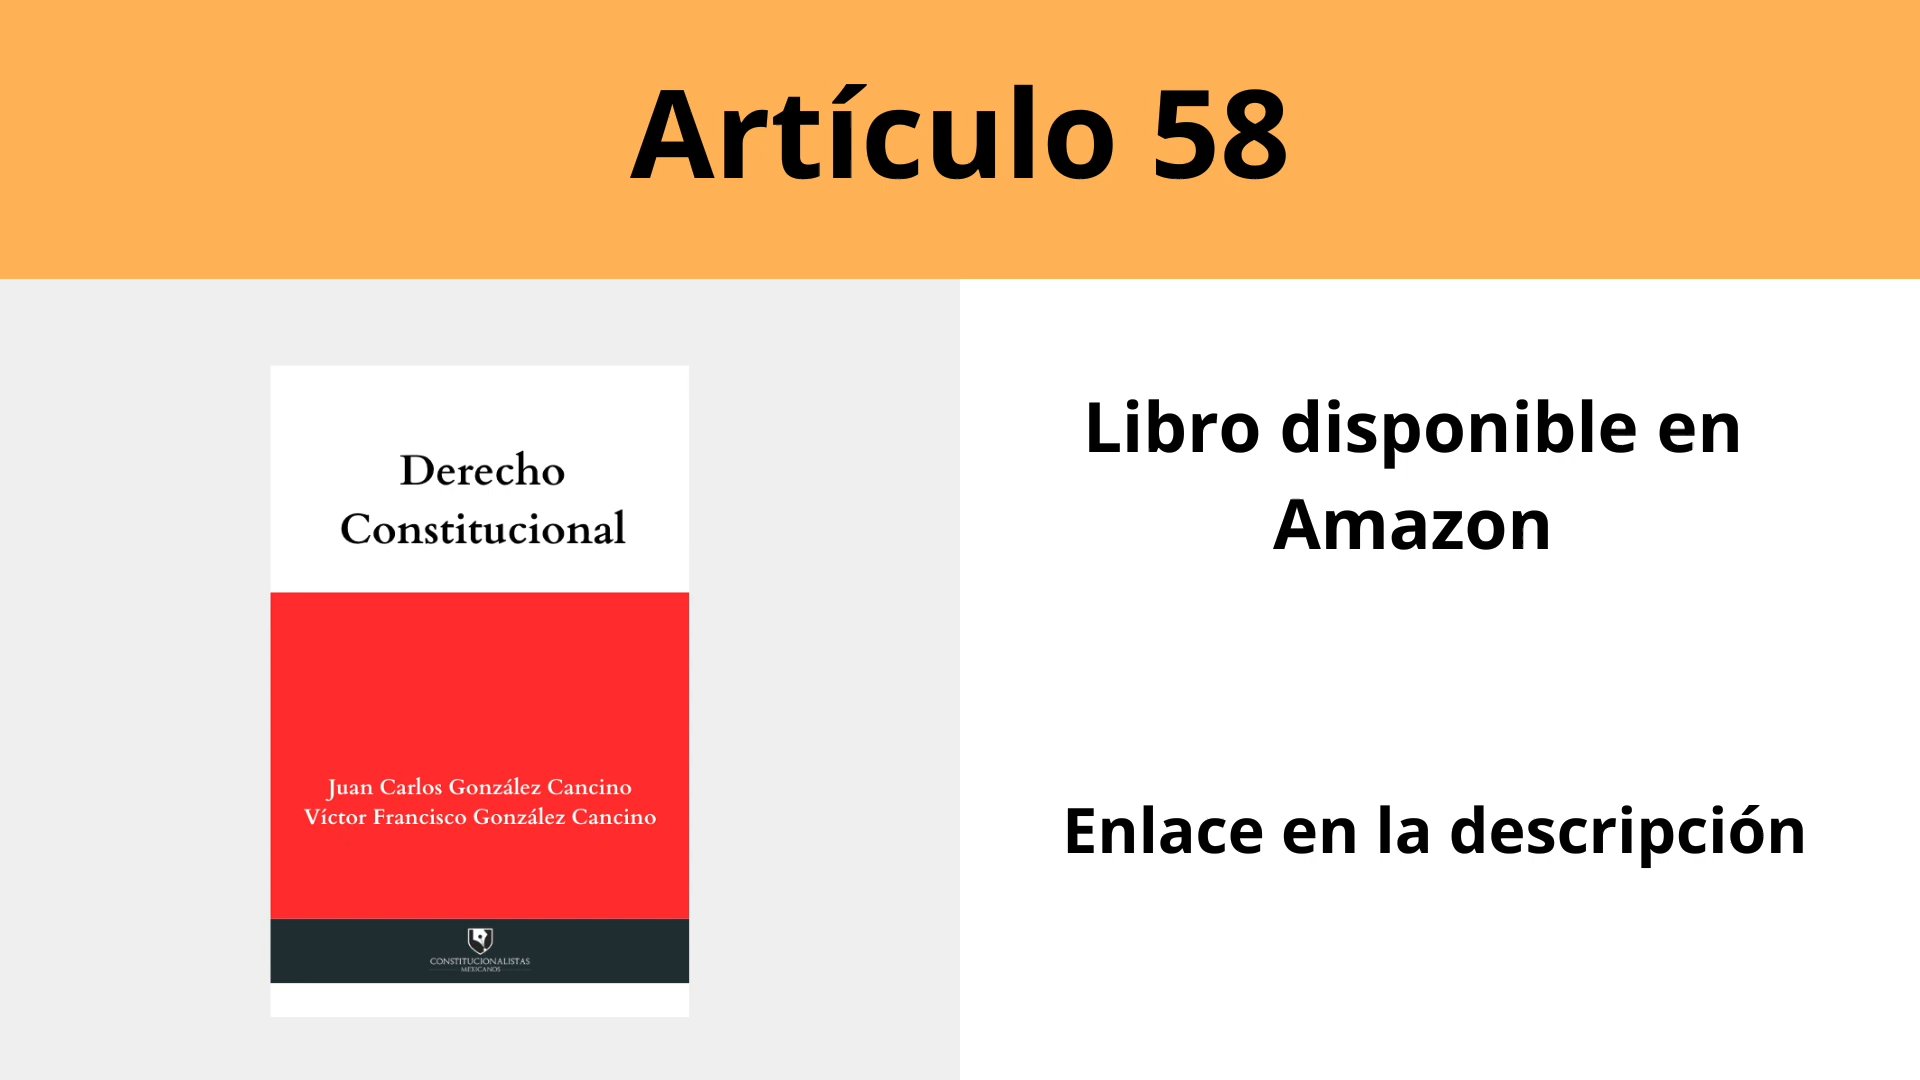 Artículo 58
Derecho
Constitucional
Juan Carlos González Cancino
Víctor Francisco González Cancino
CONSTITUCIONALISTAS
MEXICANOS
Libro disponible en
Amazon
Enlace en la descripción